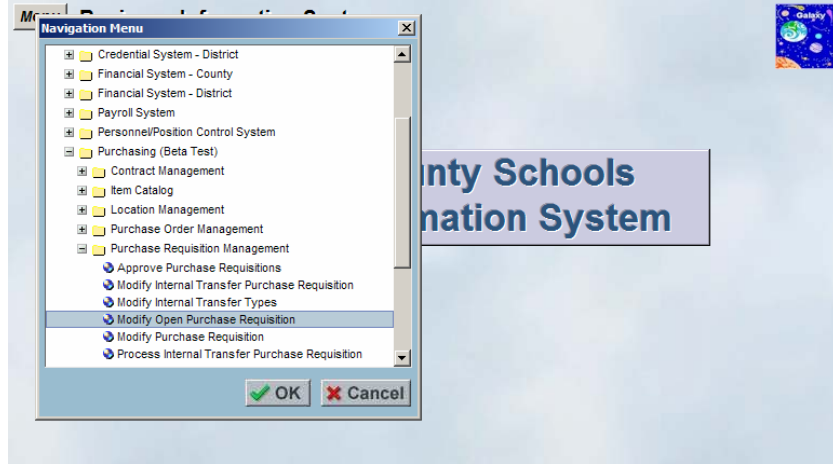 Menu
Galaxy
Navigation Menu
Credential System - District
Financial System - County
Financial System - District
Payroll System
Personnel/Position Control System
Purchasing (Beta Test)
Contract Management
Item Catalog
Location Management
Purchase Order Management
Purchase Requisition Management
Approve Purchase Requisitions
Modify Internal Transfer Purchase Requisition
Modify Internal Transfer Types
Modify Open Purchase Requisition
Modify Purchase Requisition
Process Internal Transfer Purchase Requisition
OK Cancel
unty Schools
mation System